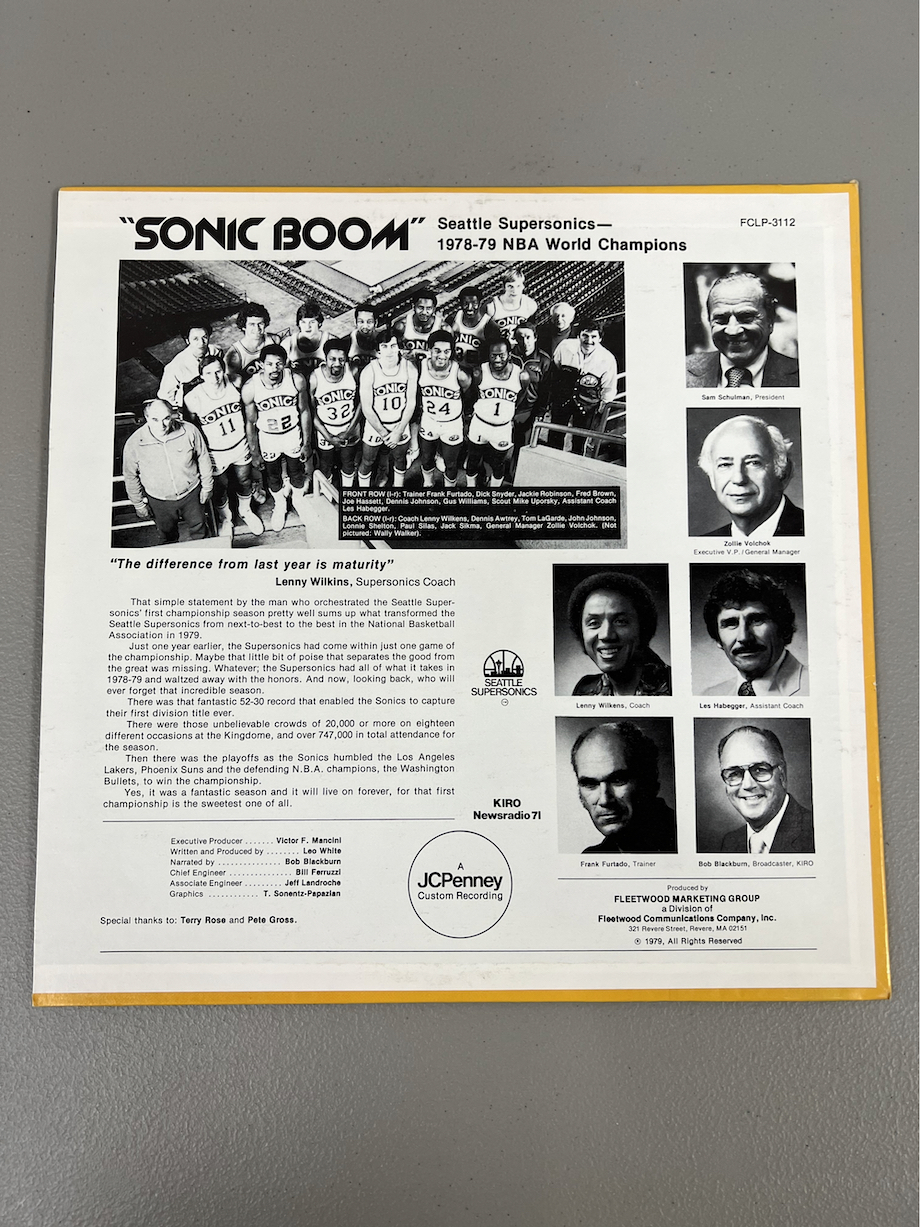 "SONIC BOOM"
Seattle Supersonics—
1978-79 NBA World Champions
FCLP-3112
SONICS
11
SONICS
22
SONICS
32
SONICS
10
SONICS
24
SONICS
1
FRONT ROW (l-r): Trainer Frank Furtado, Dick Snyder, Jackie Robinson, Fred Brown,
Joe Hassett, Dennis Johnson, Gus Williams, Scout Mike Uporsky, Assistant Coach
Les Habegger.
BACK ROW (l-r): Coach Lenny Wilkens, Dennis Awtrey, Tom LaGarde, John Johnson,
Lonnie Shelton, Paul Silas, Jack Sikma, General Manager Zollie Volchok. (Not
pictured: Wally Walker).
Sam Schulman, President
Zollie Volchok
Executive V.P./General Manager
"The difference from last year is maturity"
Lenny Wilkins, Supersonics Coach
That simple statement by the man who orchestrated the Seattle Super-
sonics' first championship season pretty well sums up what transformed the
Seattle Supersonics from next-to-best to the best in the National Basketball
Association in 1979.
Just one year earlier, the Supersonics had come within just one game of
the championship. Maybe that little bit of poise that separates the good from
the great was missing. Whatever; the Supersonics had all of what it takes in
1978-79 and waltzed away with the honors. And now, looking back, who will
ever forget that incredible season.
There was that fantastic 52-30 record that enabled the Sonics to capture
their first division title ever.
There were those unbelievable crowds of 20,000 or more on eighteen
different occasions at the Kingdome, and over 747,000 in total attendance for
the season.
Then there was the playoffs as the Sonics humbled the Los Angeles
Lakers, Phoenix Suns and the defending N.B.A. champions, the Washington
Bullets, to win the championship.
Yes, it was a fantastic season and it will live on forever, for that first
championship is the sweetest one of all.
SEATTLE
SUPERSONICS
KIRO
Newsradio 71
Lenny Wilkens, Coach
Les Habegger, Assistant Coach
Frank Furtado, Trainer
Bob Blackburn, Broadcaster, KIRO
Executive Producer ....... Victor F. Mancini
Written and Produced by ........ Leo White
Narrated by ............... Bob Blackburn
Chief Engineer ............... Bill Ferruzzi
Associate Engineer ......... Jeff Landroche
Graphics ............ T. Sonentz-Papazian
Special thanks to: Terry Rose and Pete Gross.
A
JCPenney
Custom Recording
Produced by
FLEETWOOD MARKETING GROUP
a Division of
Fleetwood Communications Company, Inc.
321 Revere Street, Revere, MA 02151
℗ 1979, All Rights Reserved